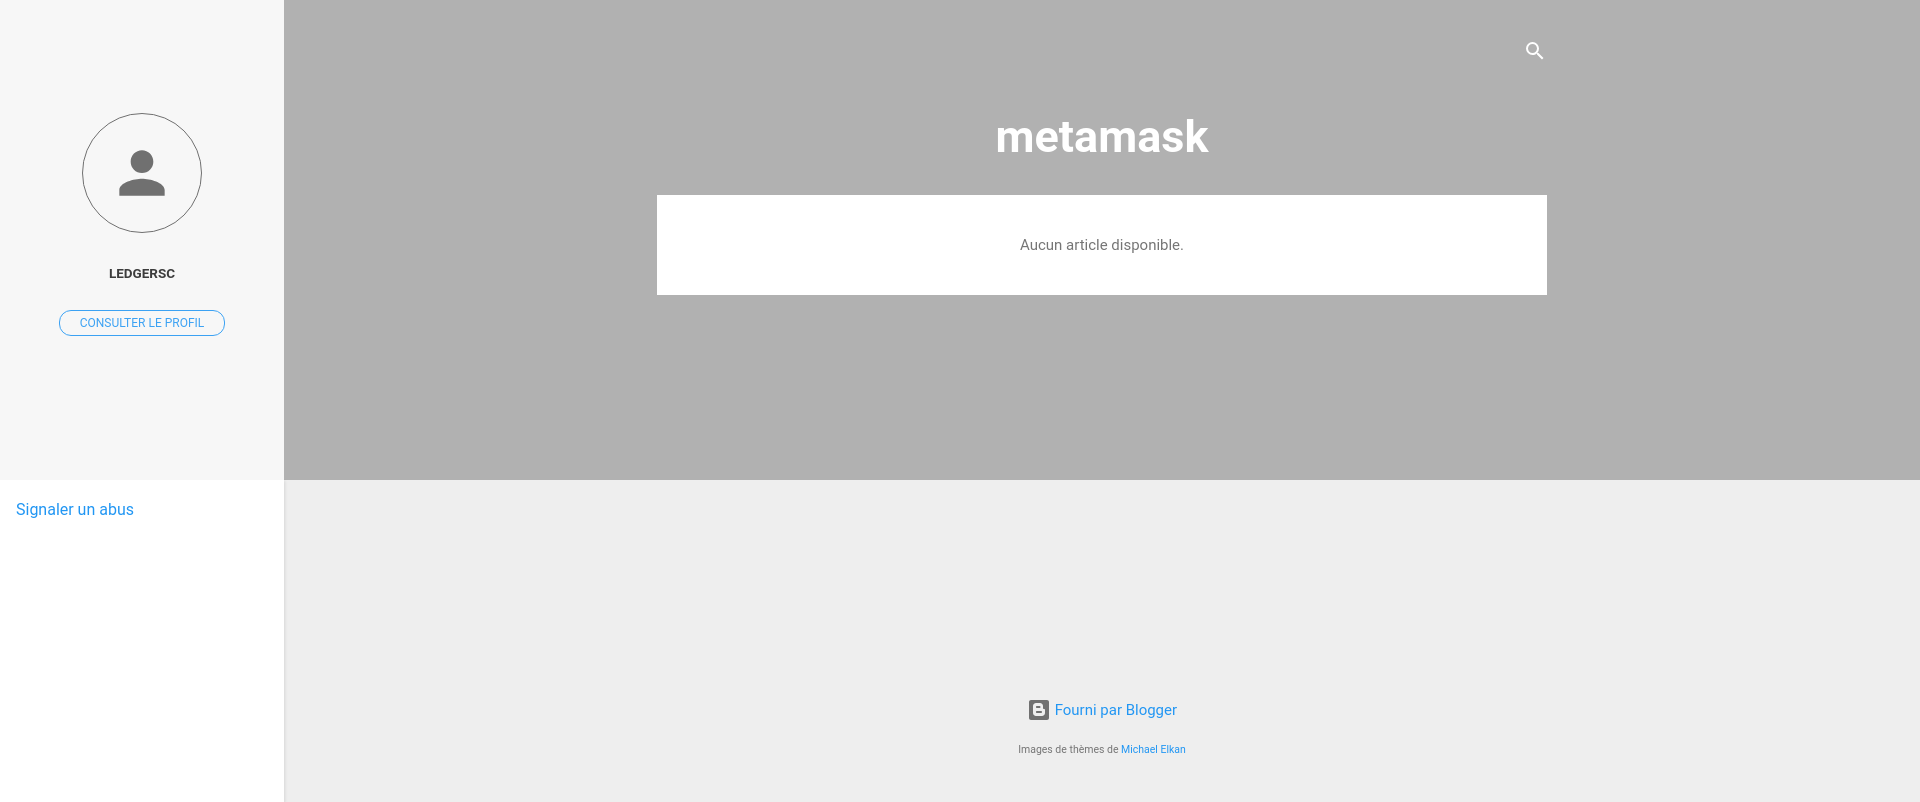 LEDGERSC
CONSULTER LE PROFIL
Signaler un abus
metamask
Aucun article disponible.
Fourni par Blogger
Images de thèmes de Michael Elkan